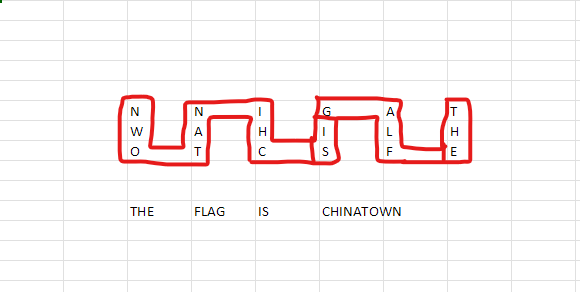 N N I G A T
W A H I L H
O T C S F E
THE FLAG IS CHINATOWN